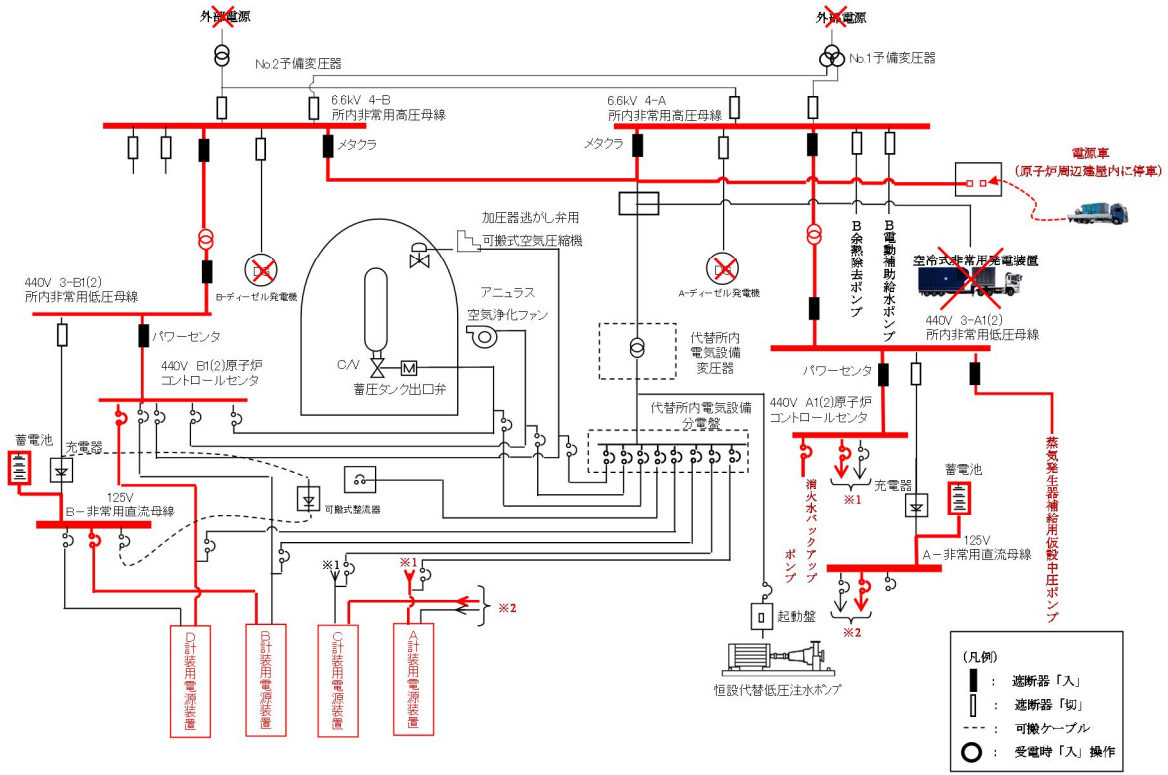 外部電源
外部電源
No.2予備変圧器
No.1予備変圧器
6.6kV 4-B
所内非常用高圧母線
6.6kV 4-A
所内非常用高圧母線
メタクラ
メタクラ
電源車
(原子炉周辺建屋内に停車)
加圧器逃がし弁用
可搬式空気圧縮機
DG
B-ディーゼル発電機
DG
A-ディーゼル発電機
B余熱除去ポンプ
B電動補助給水ポンプ
空冷式非常用発電装置
440V 3-B1(2)
所内非常用低圧母線
アニュラス
空気浄化ファン
440V 3-A1(2)
所内非常用低圧母線
パワーセンタ
代替所内
電気設備
変圧器
C/V
M
蓄圧タンク出口弁
440V B1(2)原子炉
コントロールセンタ
パワーセンタ
440V A1(2)原子炉
コントロールセンタ
代替所内電気設備
分電盤
蓄電池
充電器
可搬式整流器
125V
B-非常用直流母線
※1
充電器
蓄電池
消火水バックアップ
ポンプ
蒸気発生器補給用仮設中圧ポンプ
125V
A-非常用直流母線
※1
※1
※2
※2
起動盤
D計装用電源装置
B計装用電源装置
C計装用電源装置
A計装用電源装置
恒設代替低圧注水ポンプ
(凡例)
: 遮断器「入」
: 遮断器「切」
: 可搬ケーブル
: 受電時「入」操作